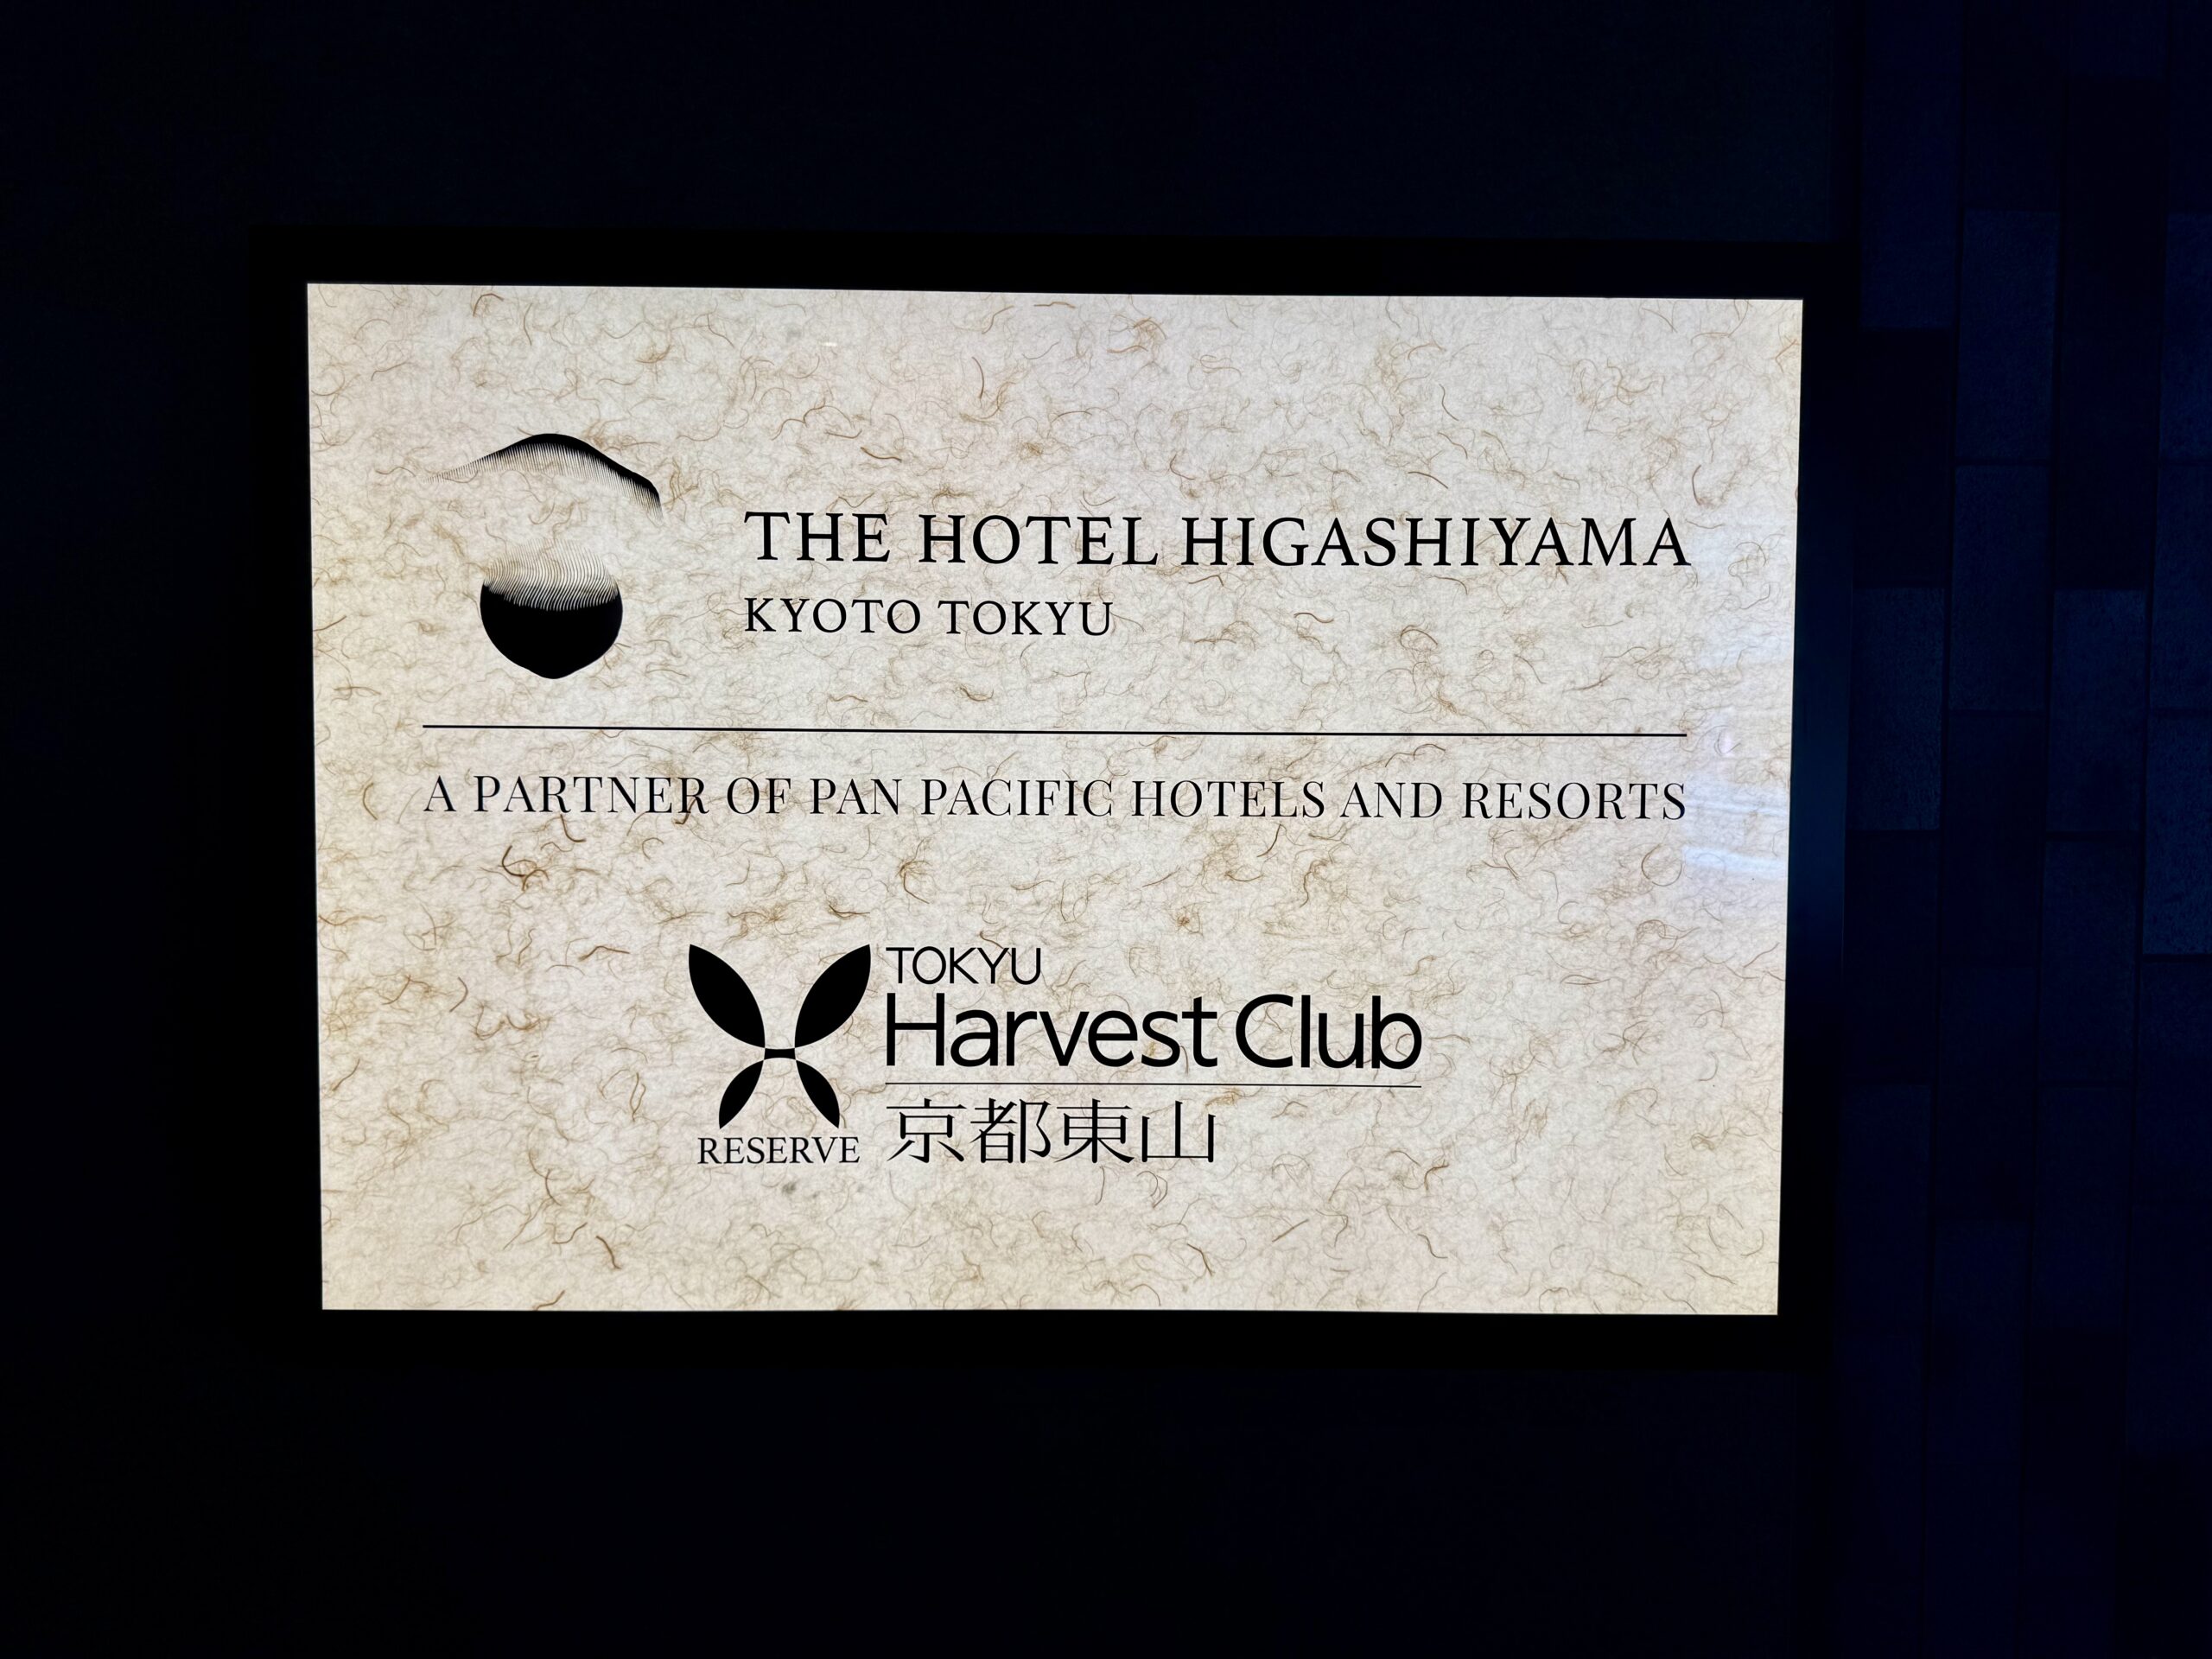 THE HOTEL HIGASHIYAMA
KYOTO TOKYU
A PARTNER OF PAN PACIFIC HOTELS AND RESORTS
TOKYU
Harvest Club
RESERVE
京都東山